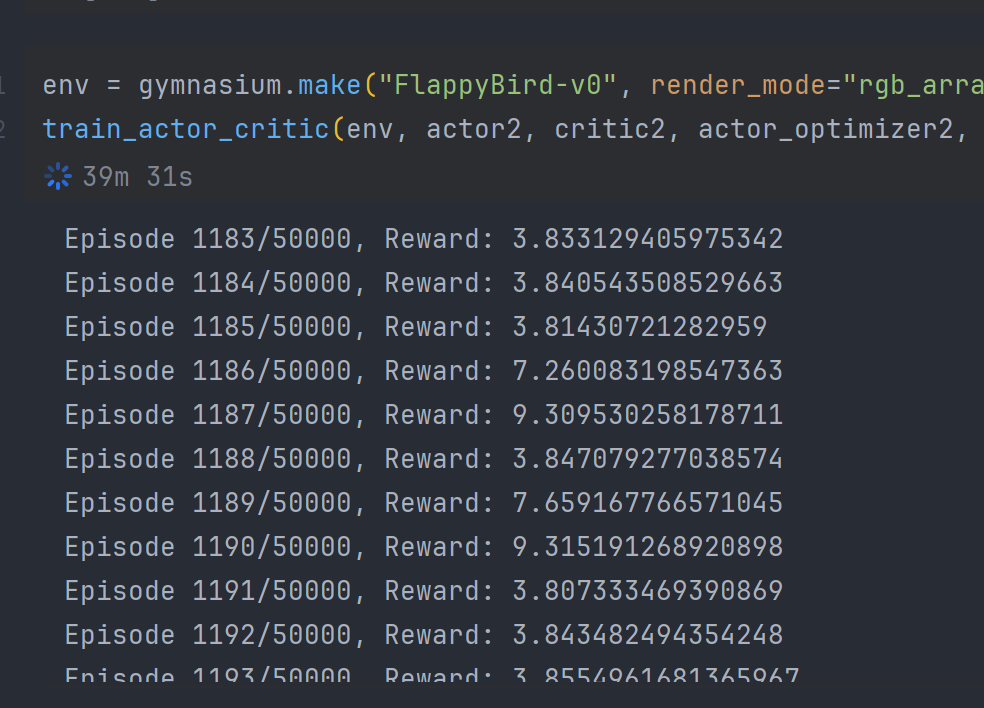 1 env = gymnasium.make("FlappyBird-v0", render_mode="rgb_arra
2 train_actor_critic(env, actor2, critic2, actor_optimizer2,
39m 31s
Episode 1183/50000, Reward: 3.833129405975342
Episode 1184/50000, Reward: 3.840543508529663
Episode 1185/50000, Reward: 3.81430721282959
Episode 1186/50000, Reward: 7.260083198547363
Episode 1187/50000, Reward: 9.309530258178711
Episode 1188/50000, Reward: 3.847079277038574
Episode 1189/50000, Reward: 7.659167766571045
Episode 1190/50000, Reward: 9.315191268920898
Episode 1191/50000, Reward: 3.807333469390869
Episode 1192/50000, Reward: 3.843482494354248
Episode 1193/50000, Reward: 3.8554961681365967